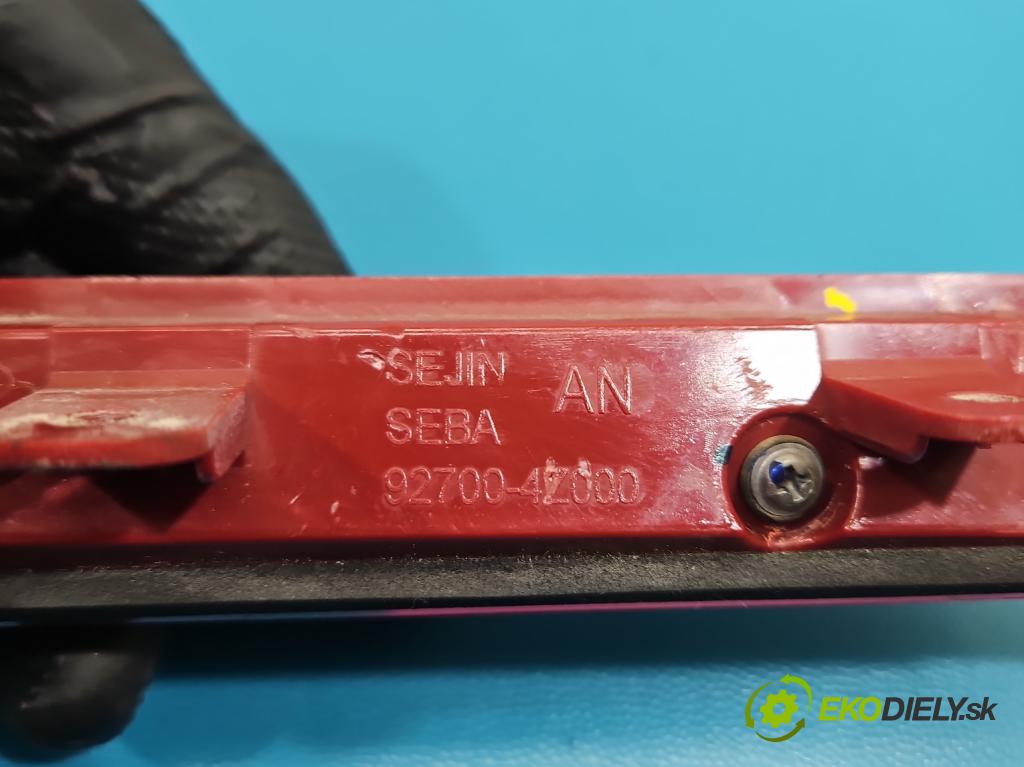 SEJIN AN
SEBA
92700-4Z000
EKODIELY.sk